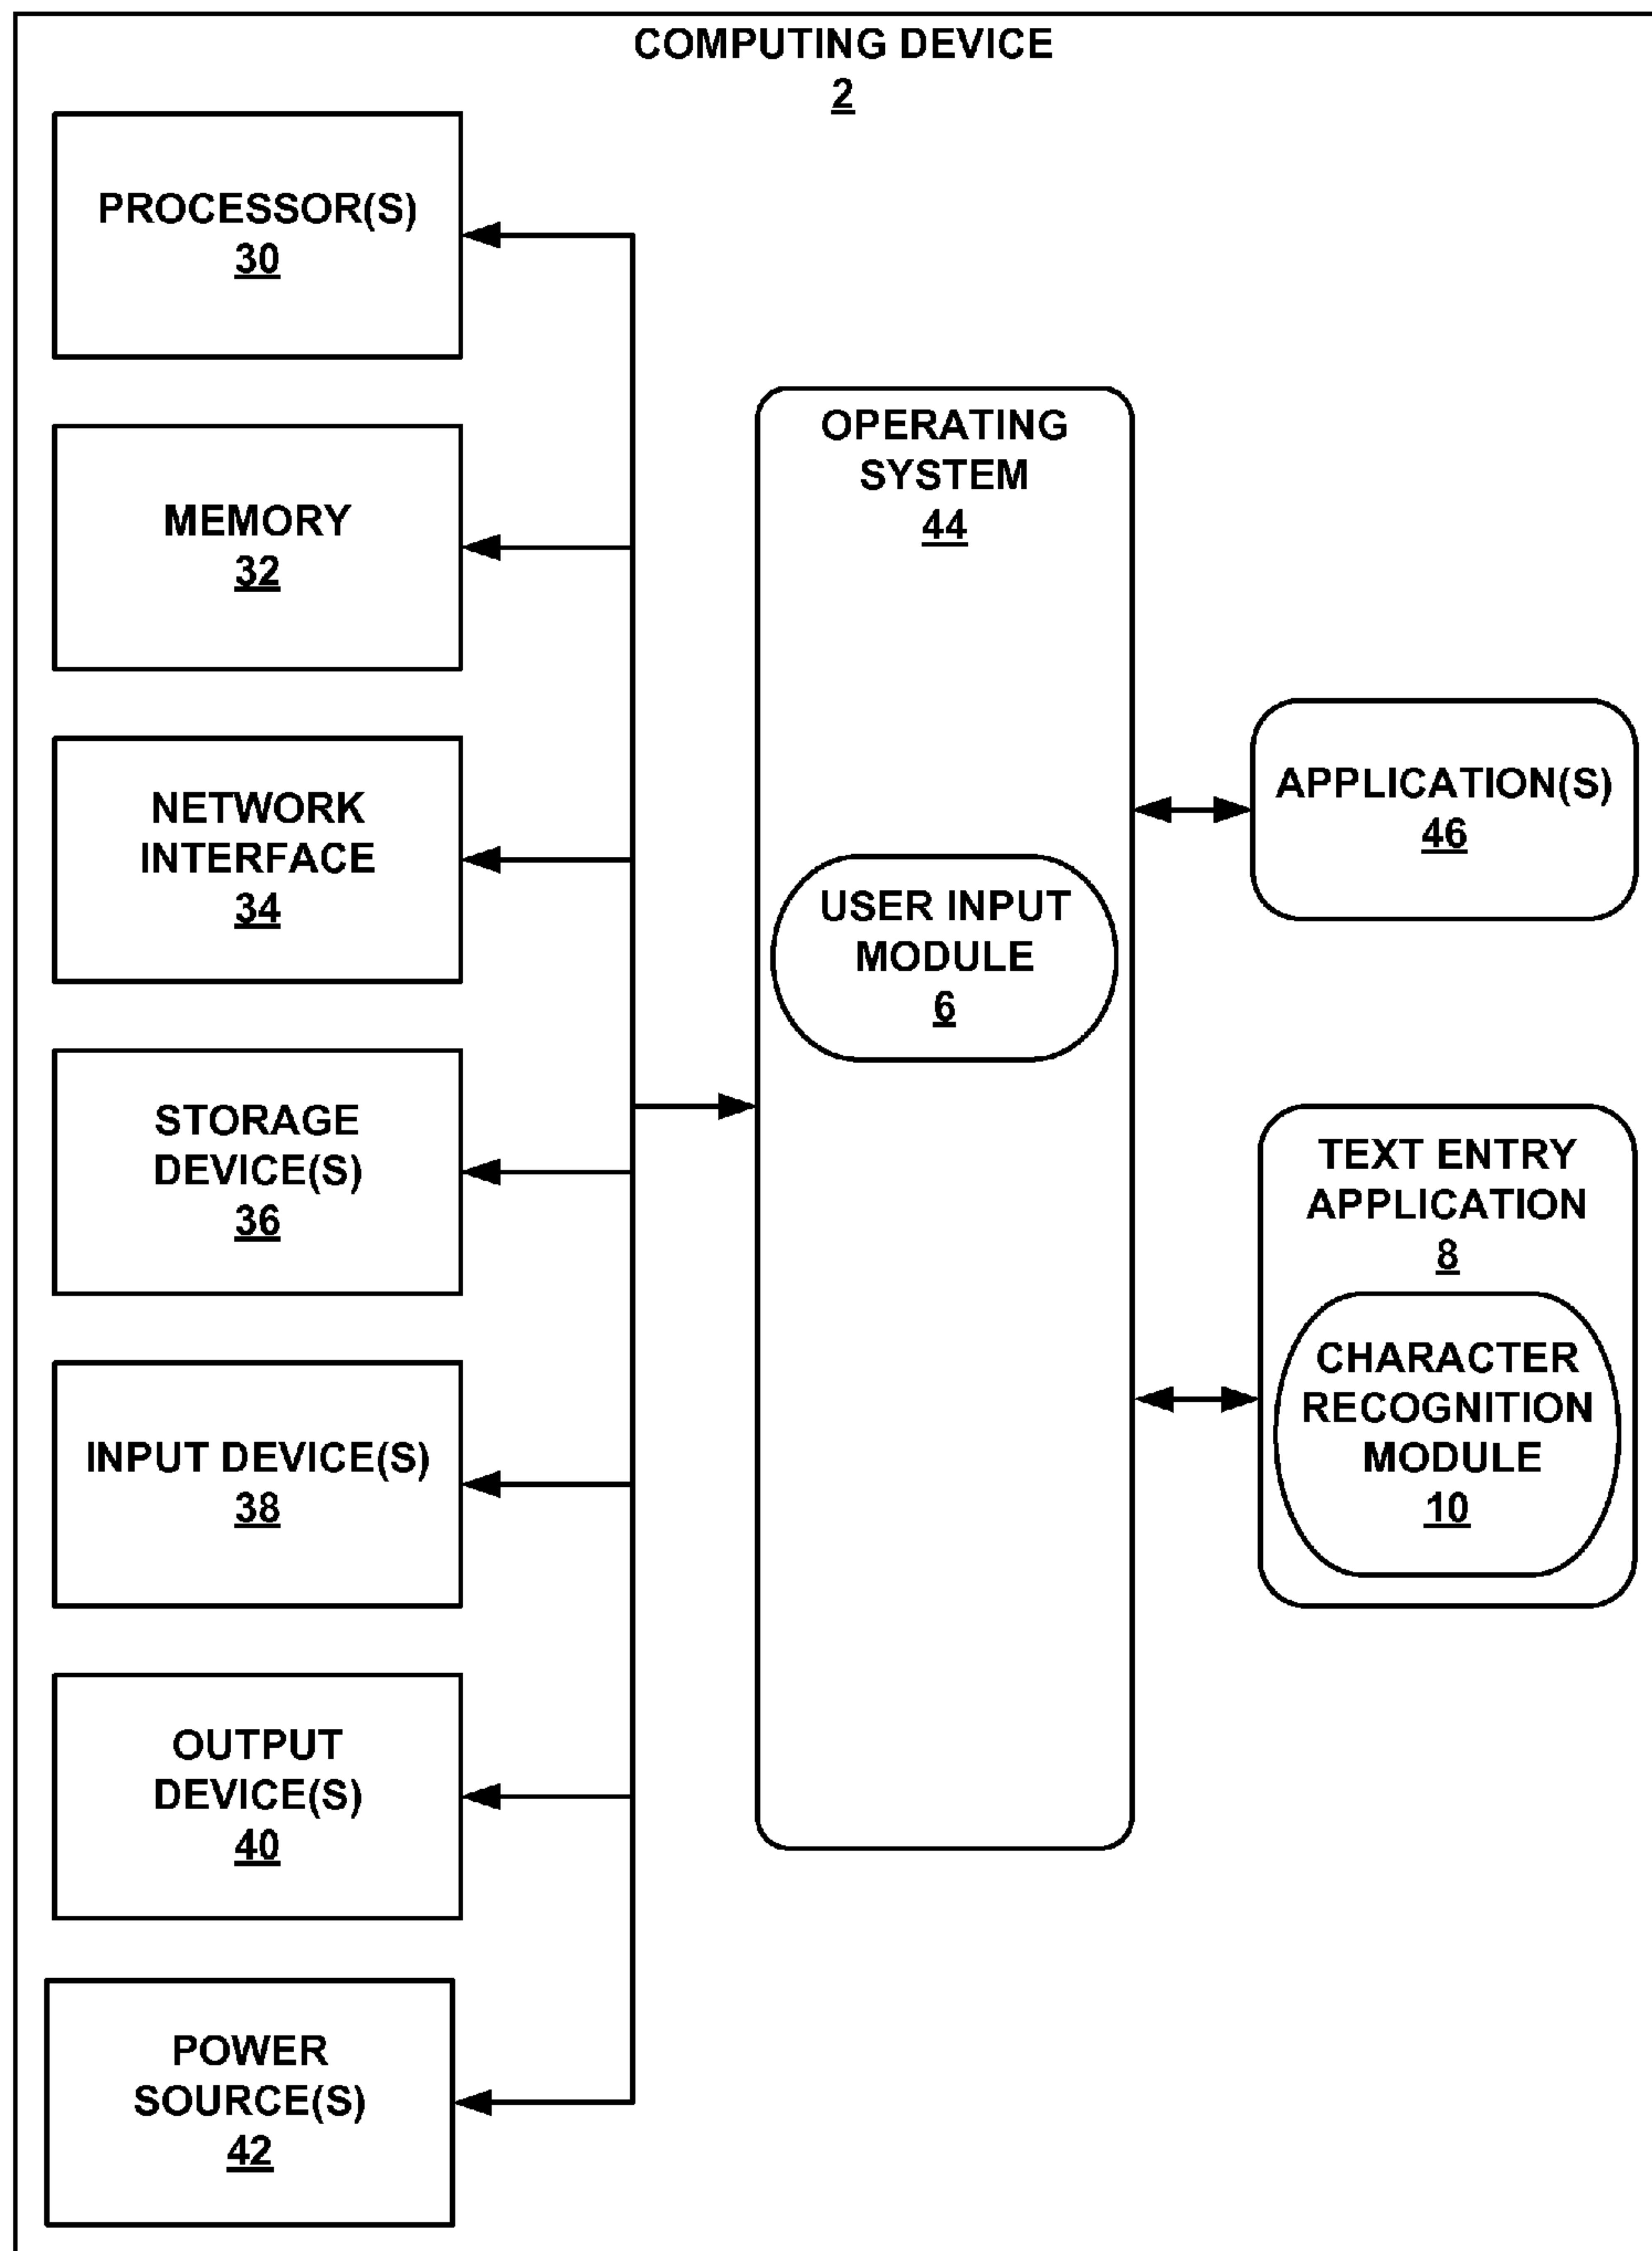 COMPUTING DEVICE
2
PROCESSOR(S)
30
MEMORY
32
NETWORK
INTERFACE
34
STORAGE
DEVICE(S)
36
INPUT DEVICE(S)
38
OUTPUT
DEVICE(S)
40
POWER
SOURCE(S)
42
OPERATING
SYSTEM
44
USER INPUT
MODULE
6
APPLICATION(S)
46
TEXT ENTRY
APPLICATION
8
CHARACTER
RECOGNITION
MODULE
10